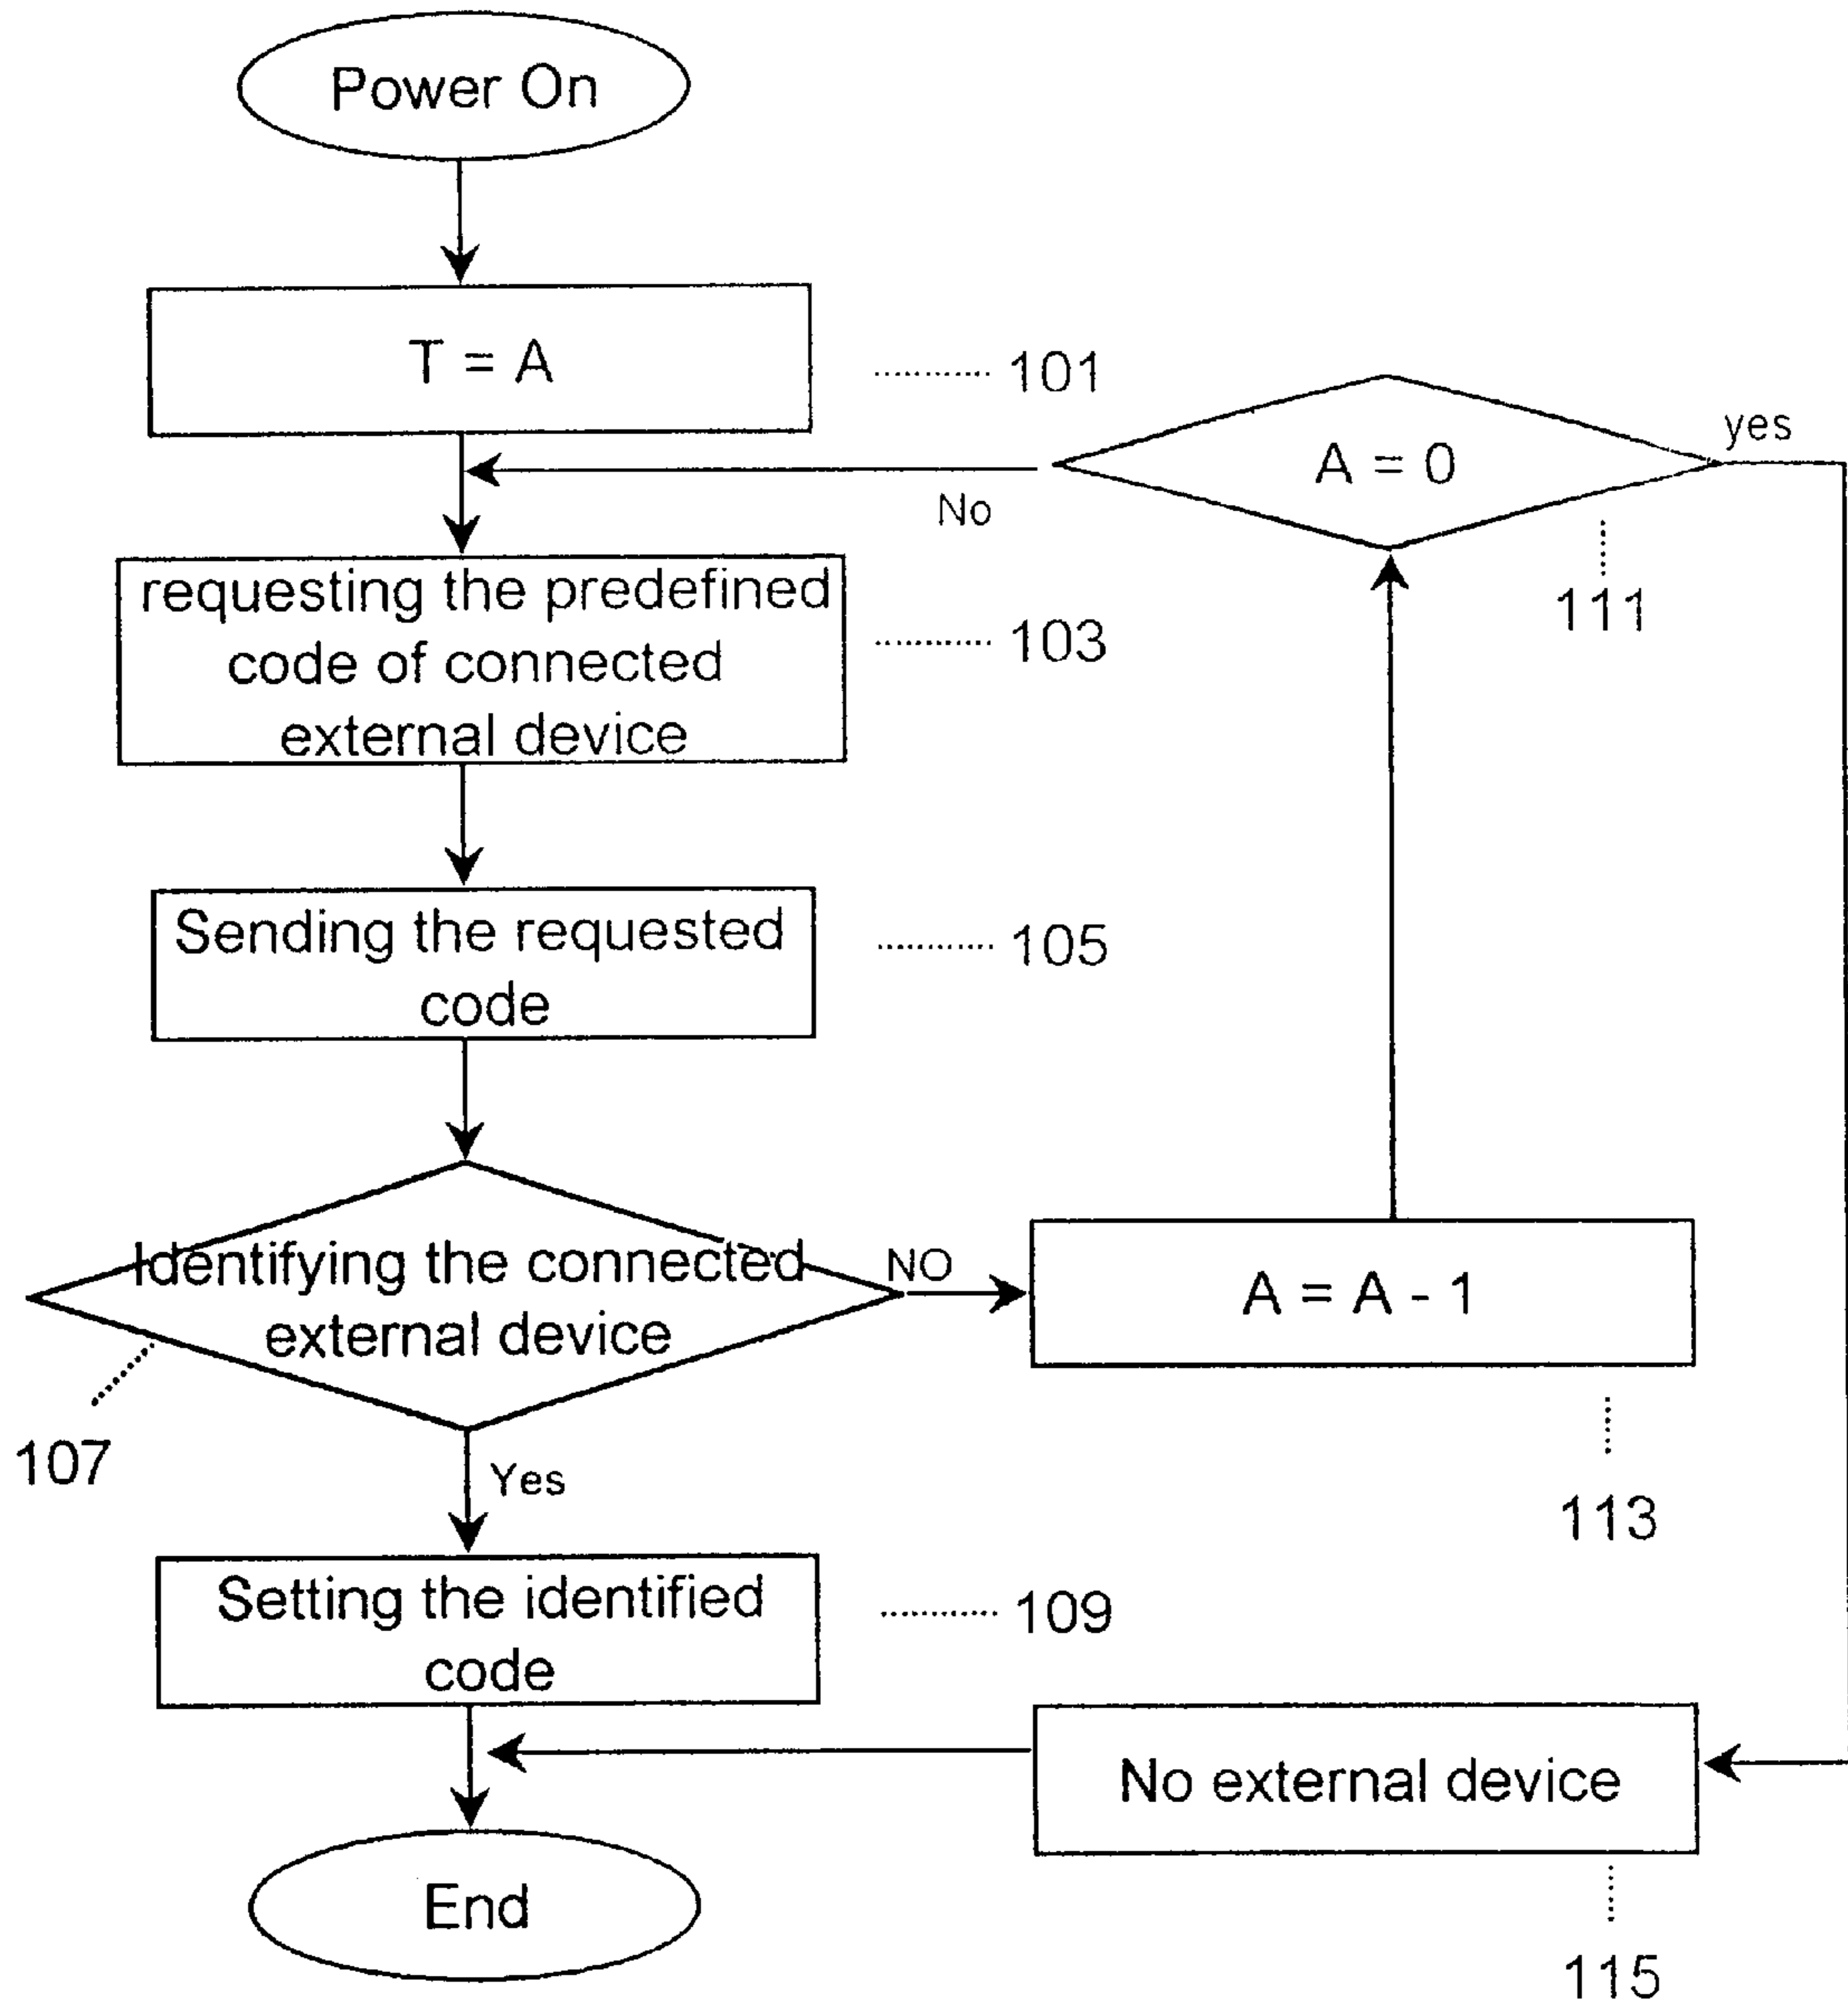 Power On
T = A
101
A = 0
yes
No
111
requesting the predefined
code of connected
external device
103
Sending the requested
code
105
Identifying the connected
external device
NO
A = A - 1
107
Yes
113
Setting the identified
code
109
No external device
End
115